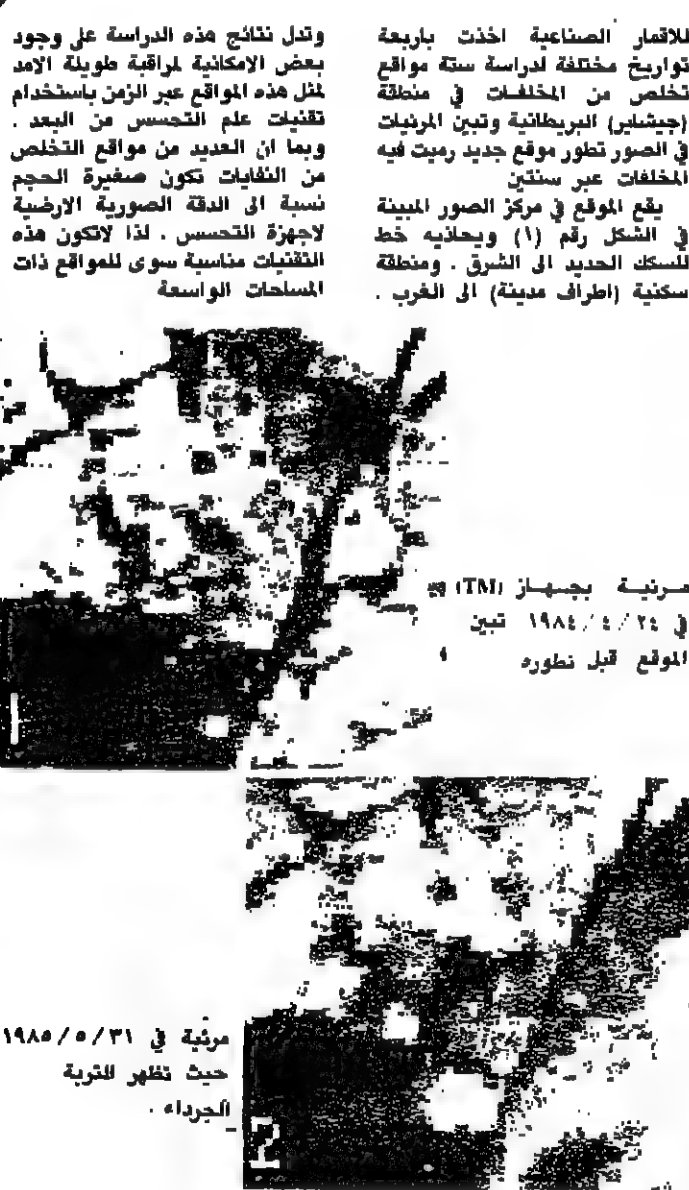 للاقمار الصناعية اخذت باربعة
تواريخ مختلفة لدراسة ستة مواقع
تخلص من المخلفات في منطقة
(جيشاير) البريطانية وتبين المرئيات
في الصور تطور موقع جديد رميت فيه
المخلفات عبر سنتين
يقع الموقع في مركز الصور المبينة
في الشكل رقم (١) ويحاذيه خط
للسكك الحديد الى الشرق . ومنطقة
سكنية (اطراف مدينة) الى الغرب .
وتدل نتائج هذه الدراسة على وجود
بعض الامكانية لمراقبة طويلة الامد
لمثل هذه المواقع عبر الزمن باستخدام
تقنيات علم التحسس من البعد .
وبما ان العديد من مواقع التخلص
من النفايات تكون صغيرة الحجم
نسبة الى الدقة الصورية الارضية
لاجهزة التحسس . لذا لاتكون هذه
التقنيات مناسبة سوى للمواقع ذات
المساحات الواسعة
مرئية بجهاز (TM)
في ٢٤ / ٤ / ١٩٨٤ تبين
الموقع قبل تطوره
مرئية في ٣١ / ٥ / ١٩٨٥
حيث تظهر التربة
الجرداء .
1
2